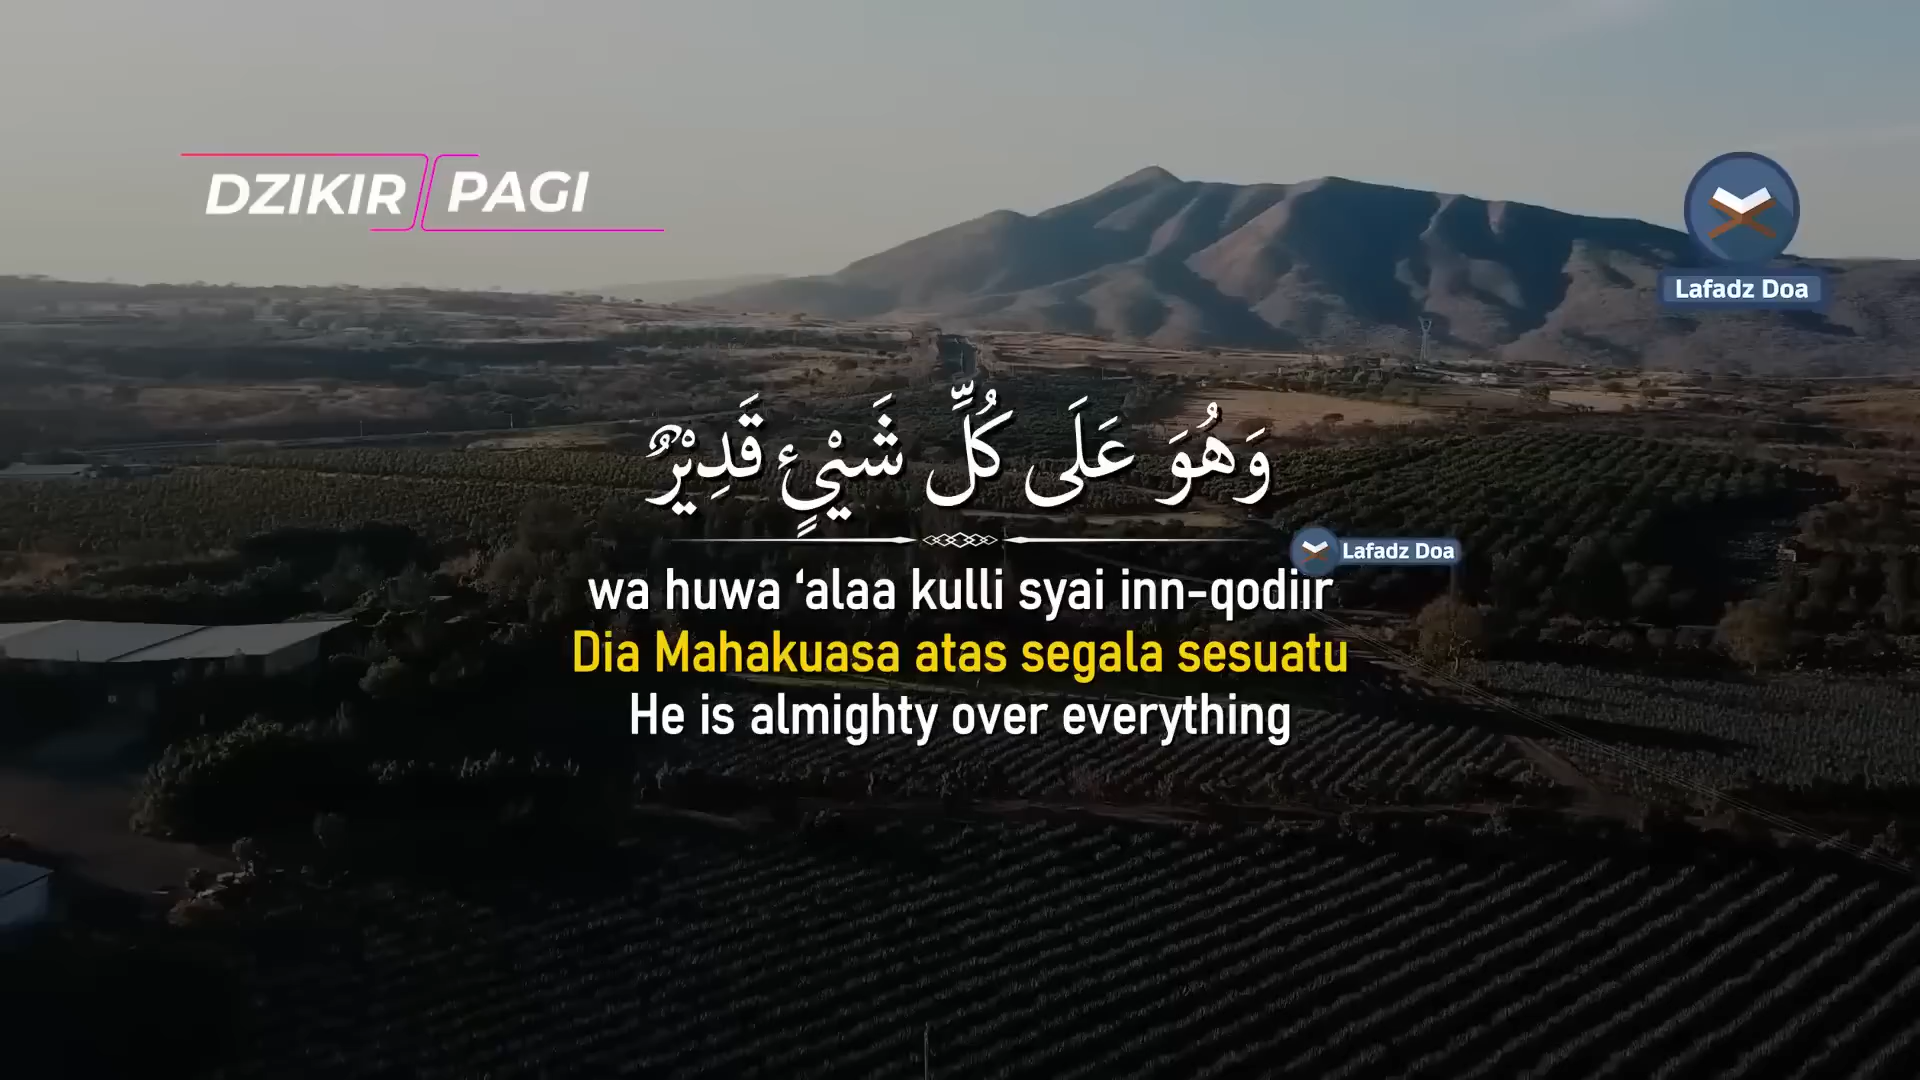 DZIKIR PAGI
Lafadz Doa
وَهُوَ عَلَى كُلِّ شَيْءٍ قَدِيْرٌ
Lafadz Doa
wa huwa ‘alaa kulli syai inn-qodiir
Dia Mahakuasa atas segala sesuatu
He is almighty over everything